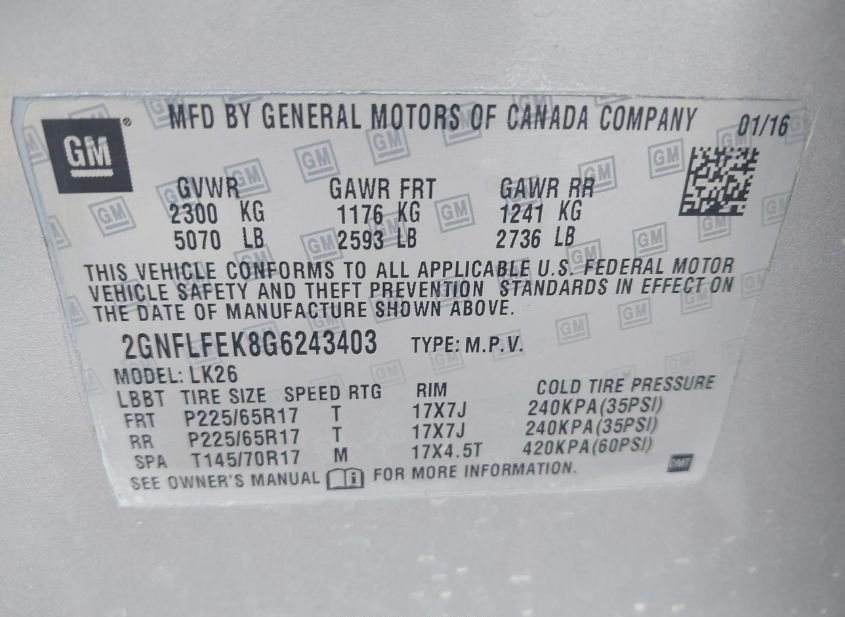 GM® MFD BY GENERAL MOTORS OF CANADA COMPANY 01/16
GVWR GAWR FRT GAWR RR
2300 KG 1176 KG 1241 KG
5070 LB 2593 LB 2736 LB
THIS VEHICLE CONFORMS TO ALL APPLICABLE U.S. FEDERAL MOTOR
VEHICLE SAFETY AND THEFT PREVENTION STANDARDS IN EFFECT ON
THE DATE OF MANUFACTURE SHOWN ABOVE.
2GNFLFEK8G6243403 TYPE: M.P.V.
MODEL: LK26
LBBT TIRE SIZE SPEED RTG RIM COLD TIRE PRESSURE
FRT P225/65R17 T 17X7J 240KPA(35PSI)
RR P225/65R17 T 17X7J 240KPA(35PSI)
SPA T145/70R17 M 17X4.5T 420KPA(60PSI)
SEE OWNER'S MANUAL i FOR MORE INFORMATION.
DMT